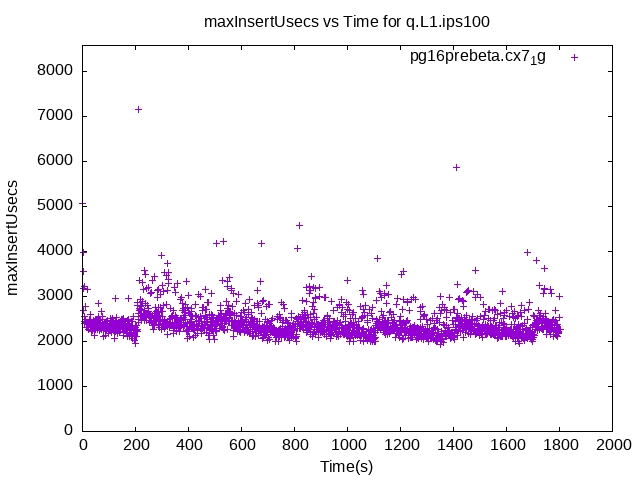 maxInsertUsecs vs Time for q.L1.ips100
pg16prebeta.cx7₁g
8000
7000
6000
5000
4000
3000
2000
1000
0
maxInsertUsecs
0 200 400 600 800 1000 1200 1400 1600 1800 2000
Time(s)